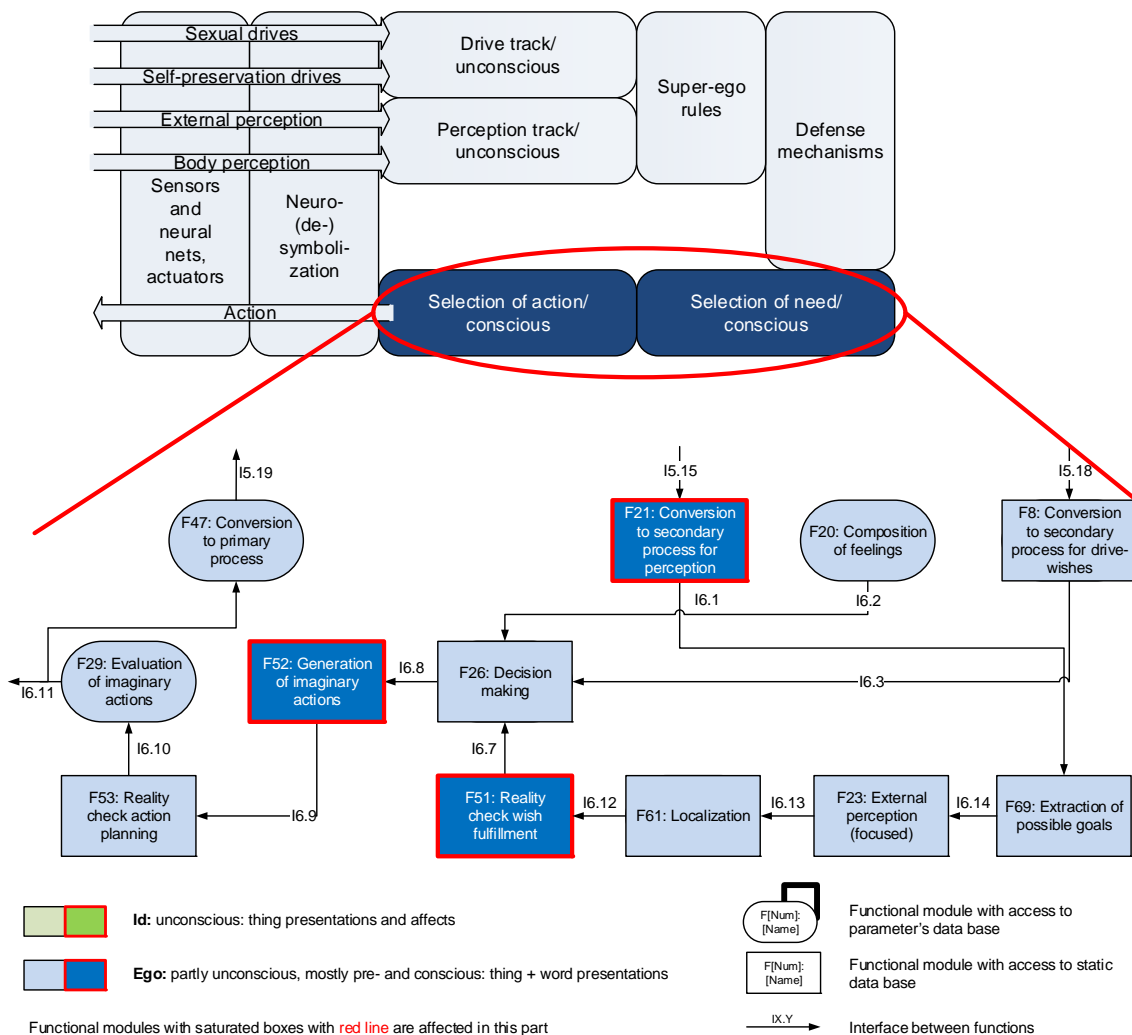 Sexual drives
Self-preservation drives
External perception
Body perception
Sensors
and
neural
nets,
actuators
Neuro-
(de-)
symboli-
zation
Action
Drive track/
unconscious
Perception track/
unconscious
Super-ego
rules
Defense
mechanisms
Selection of action/
conscious
Selection of need/
conscious
I5.19
I5.15
I5.18
F47: Conversion
to primary
process
F21: Conversion
to secondary
process for
perception
F20: Composition
of feelings
F8: Conversion to
secondary
process for drive-
wishes
I6.1
I6.2
F29: Evaluation
of imaginary
actions
F52: Generation
of imaginary
actions
I6.8
F26: Decision
making
I6.3
I6.11
I6.10
I6.7
F53: Reality
check action
planning
I6.9
F51: Reality
check wish
fulfillment
I6.12
F61: Localization
I6.13
F23: External
perception
(focused)
I6.14
F69: Extraction of
possible goals
Id: unconscious: thing presentations and affects
Ego: partly unconscious, mostly pre- and conscious: thing + word presentations
Functional modules with saturated boxes with red line are affected in this part
F[Num]:
[Name]
Functional module with access to
parameter's data base
F[Num]:
[Name]
Functional module with access to static
data base
IX.Y
Interface between functions